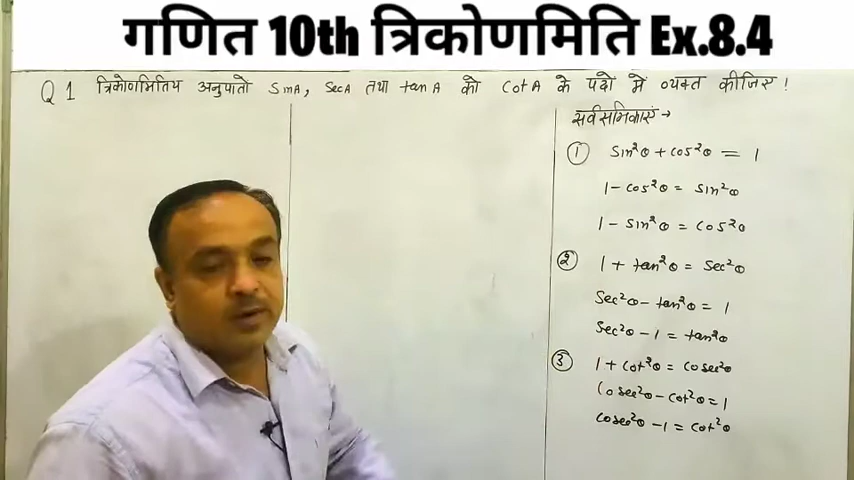 गणित 10th त्रिकोणमिति Ex.8.4
Q 1 त्रिकोणमितिय अनुपातो SinA, SecA तथा tanA को CotA के पदों में व्यक्त कीजिए!
सर्वसमिकाएं →
① Sin²θ + cos²θ = 1
1 - cos²θ = sin²θ
1 - sin²θ = cos²θ
② 1 + tan²θ = Sec²θ
Sec²θ - tan²θ = 1
Sec²θ - 1 = tan²θ
③ 1 + cot²θ = Cosec²θ
Cosec²θ - cot²θ = 1
Cosec²θ - 1 = cot²θ